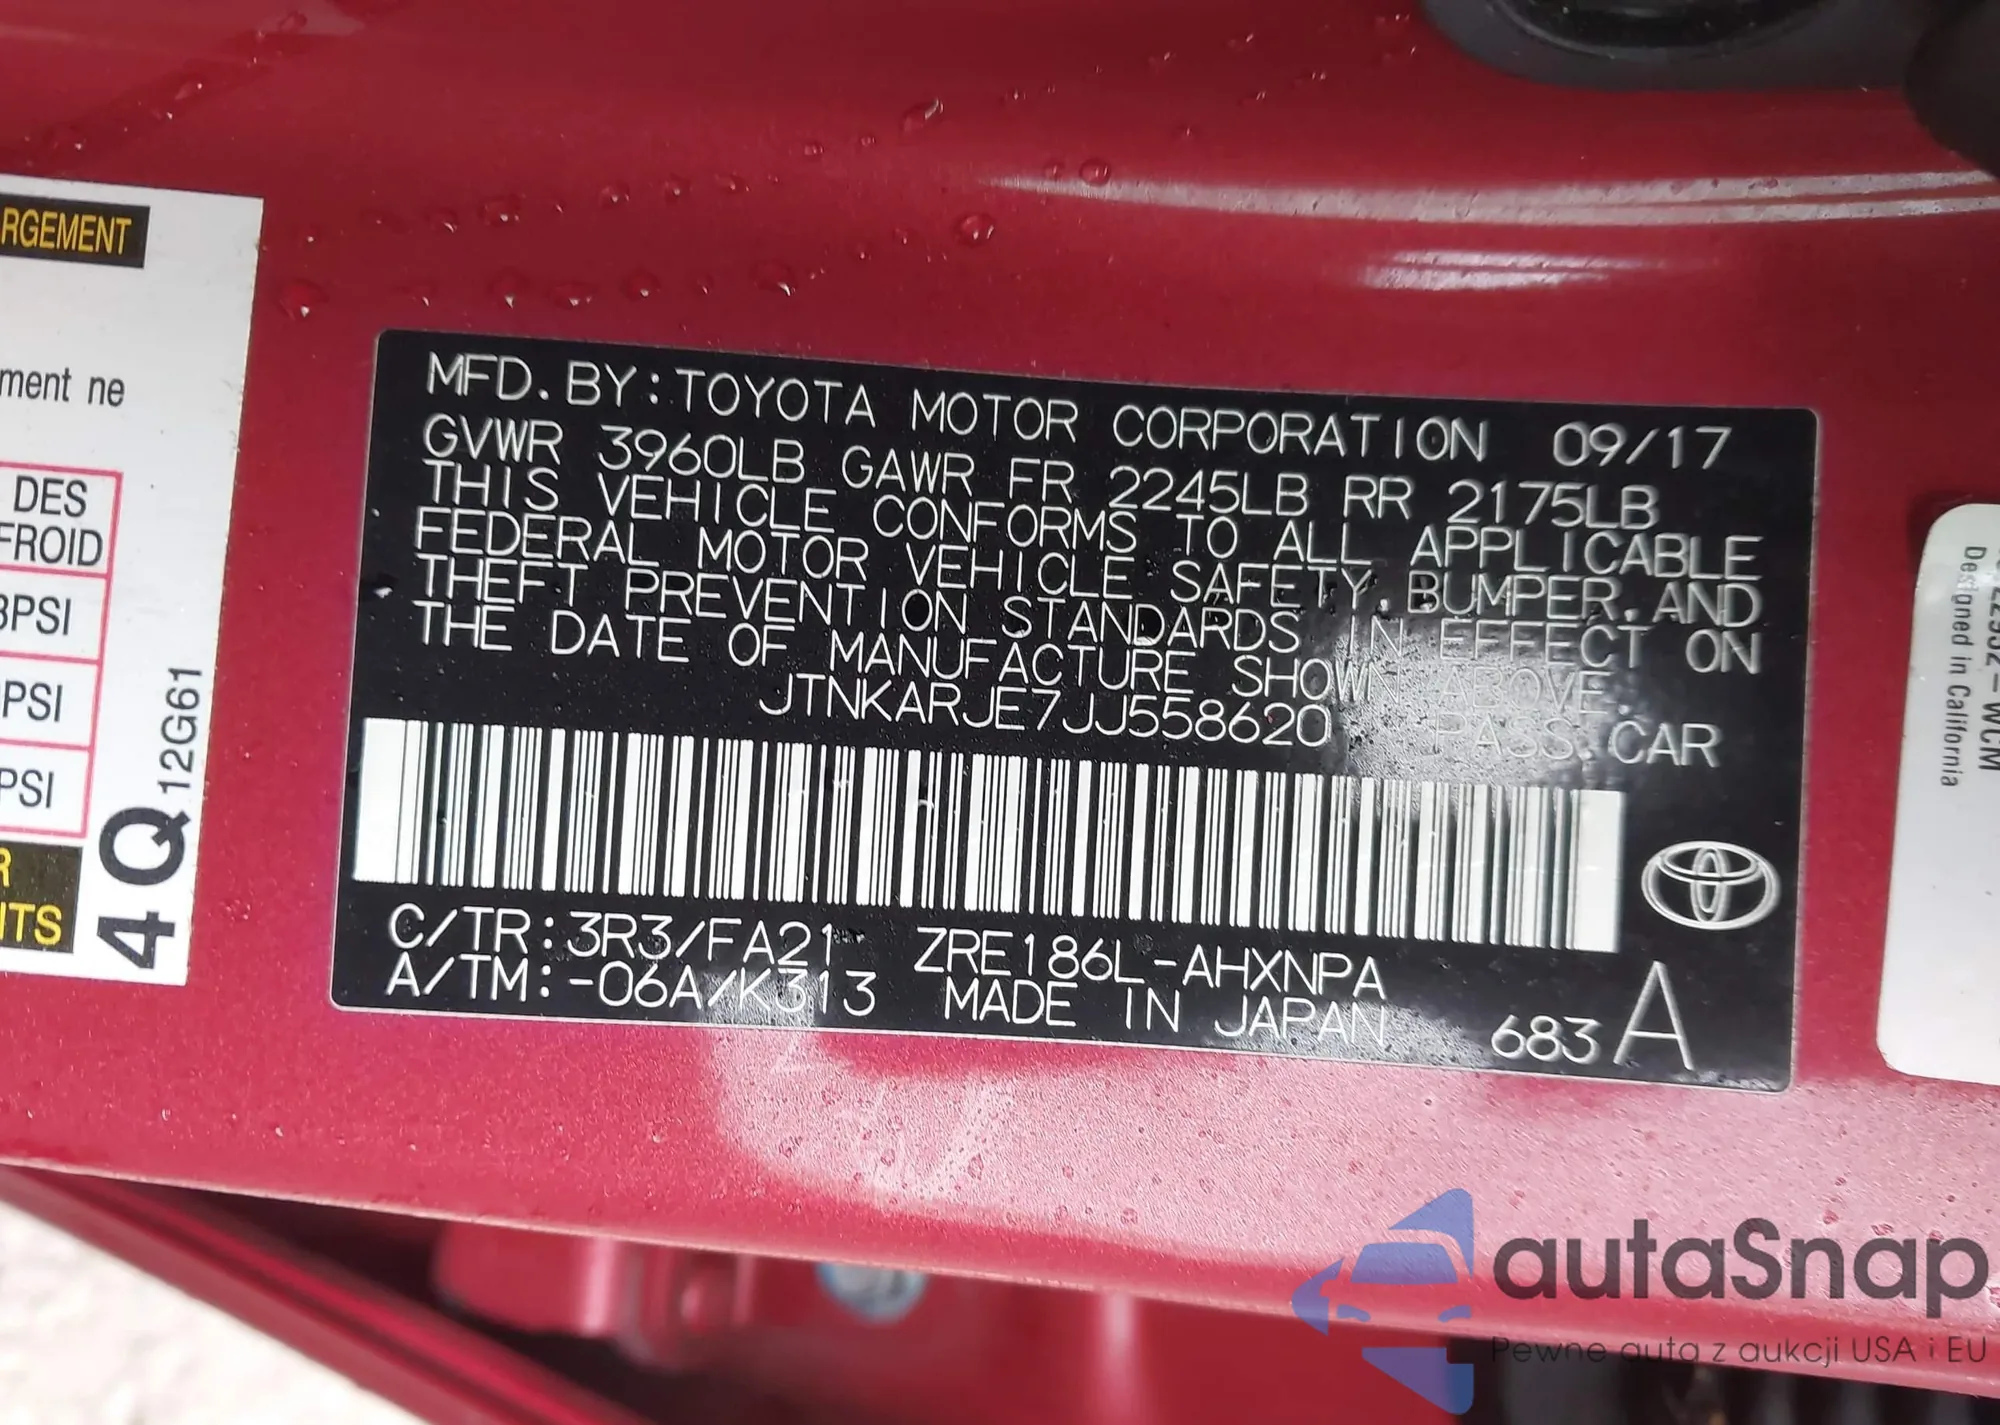 RGEMENT
ment ne
DES
FROID
PSI
PSI
PSI
R
ITS
4Q 12G61
MFD. BY: TOYOTA MOTOR CORPORATION 09/17
GVWR 3960LB GAWR FR 2245LB RR 2175LB
THIS VEHICLE CONFORMS TO ALL APPLICABLE
FEDERAL MOTOR VEHICLE SAFETY, BUMPER, AND
THEFT PREVENTION STANDARDS IN EFFECT ON
THE DATE OF MANUFACTURE SHOWN ABOVE.
JTNKARJE7JJ558620 PASS. CAR
C/TR: 3R3/FA21 ZRE186L-AHXNPA
A/TM: -06A/K313 MADE IN JAPAN 683 A
WCM
Designed in California
autaSnap
Pewne auta z aukcji USA i EU